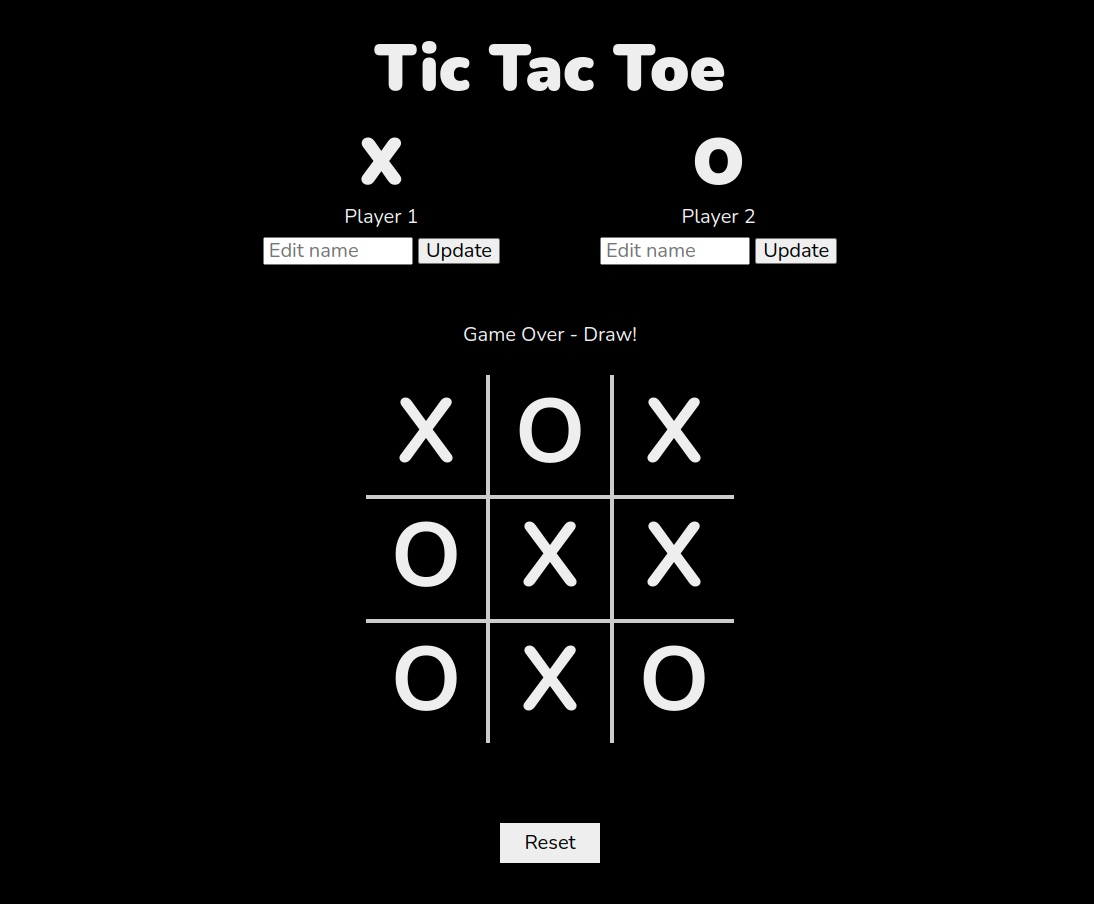 Tic Tac Toe
X O
Player 1 Player 2
Edit name Update Edit name Update
Game Over - Draw!
X O X
O X X
O X O
Reset